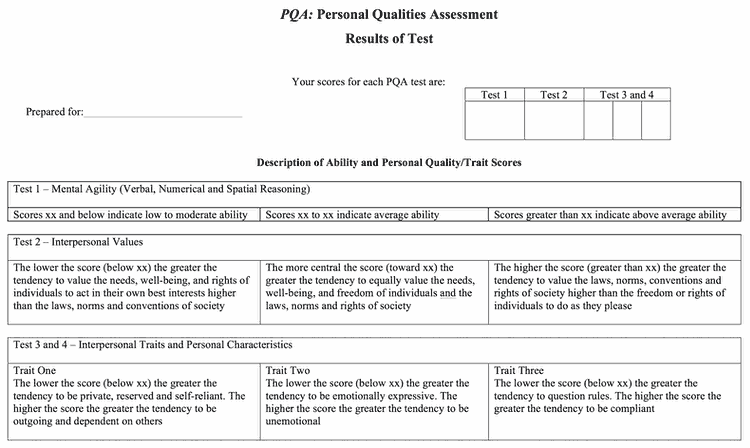 PQA: Personal Qualities Assessment
Results of Test
Your scores for each PQA test are:
Test 1
Test 2
Test 3 and 4
Prepared for:
Description of Ability and Personal Quality/Trait Scores
Test 1 – Mental Agility (Verbal, Numerical and Spatial Reasoning)
Scores xx and below indicate low to moderate ability
Scores xx to xx indicate average ability
Scores greater than xx indicate above average ability
Test 2 – Interpersonal Values
The lower the score (below xx) the greater the
tendency to value the needs, well-being, and rights of
individuals to act in their own best interests higher
than the laws, norms and conventions of society
The more central the score (toward xx) the
greater the tendency to equally value the needs,
well-being, and freedom of individuals and the
laws, norms and rights of society
The higher the score (greater than xx) the greater the
tendency to value the laws, norms, conventions and
rights of society higher than the freedom or rights of
individuals to do as they please
Test 3 and 4 – Interpersonal Traits and Personal Characteristics
Trait One
The lower the score (below xx) the greater the
tendency to be private, reserved and self-reliant. The
higher the score the greater the tendency to be
outgoing and dependent on others
Trait Two
The lower the score (below xx) the greater the
tendency to be emotionally expressive. The
higher the score the greater the tendency to be
unemotional
Trait Three
The lower the score (below xx) the greater the
tendency to question rules. The higher the score the
greater the tendency to be compliant